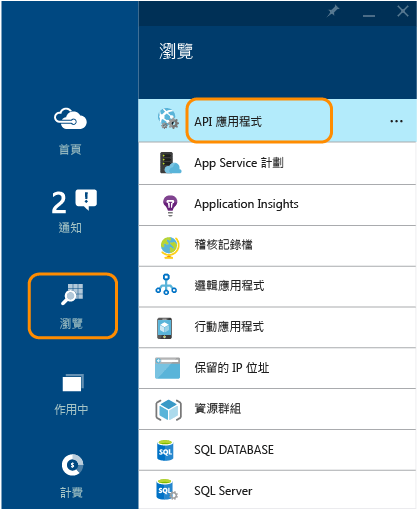 瀏覽
首頁
2
通知
瀏覽
作用中
計費
API 應用程式
App Service 計劃
Application Insights
稽核記錄檔
邏輯應用程式
行動應用程式
保留的 IP 位址
資源群組
SQL DATABASE
SQL Server